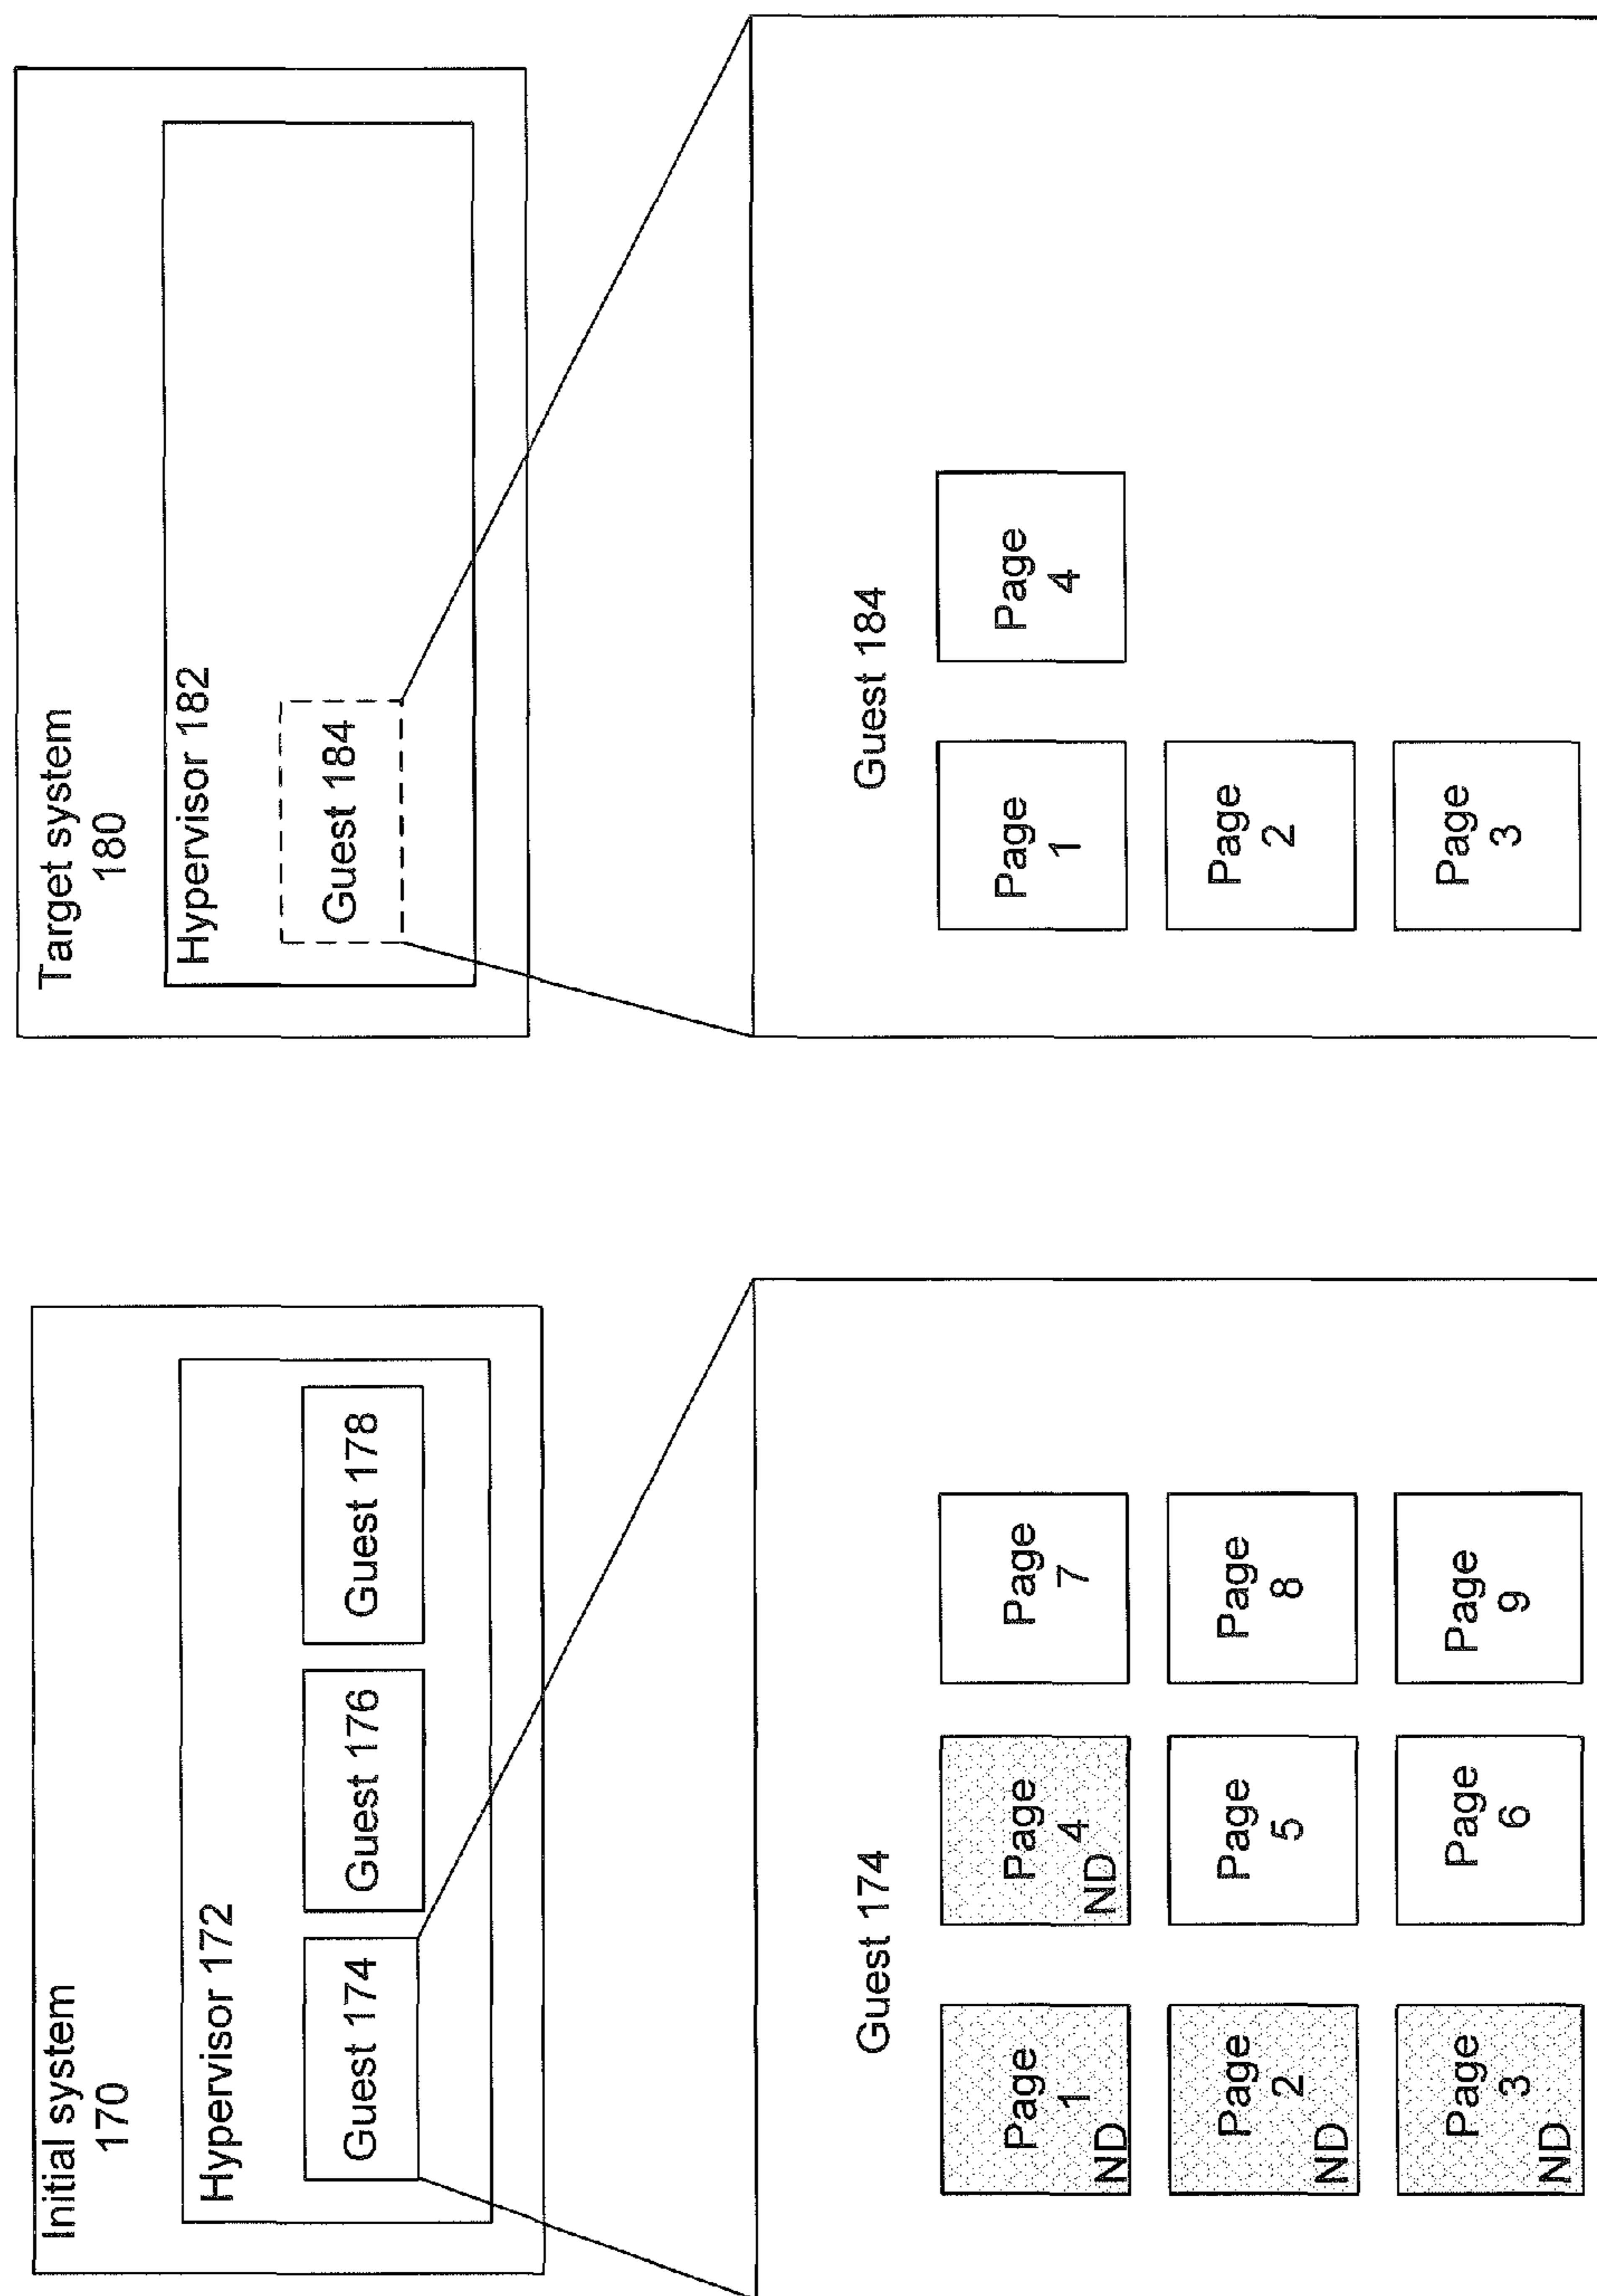 Initial system
170
Hypervisor 172
Guest 174
Guest 176
Guest 178
Guest 174
Page
1
ND
Page
4
ND
Page
7
Page
2
ND
Page
5
Page
8
Page
3
ND
Page
6
Page
9
Target system
180
Hypervisor 182
Guest 184
Guest 184
Page
1
Page
4
Page
2
Page
3